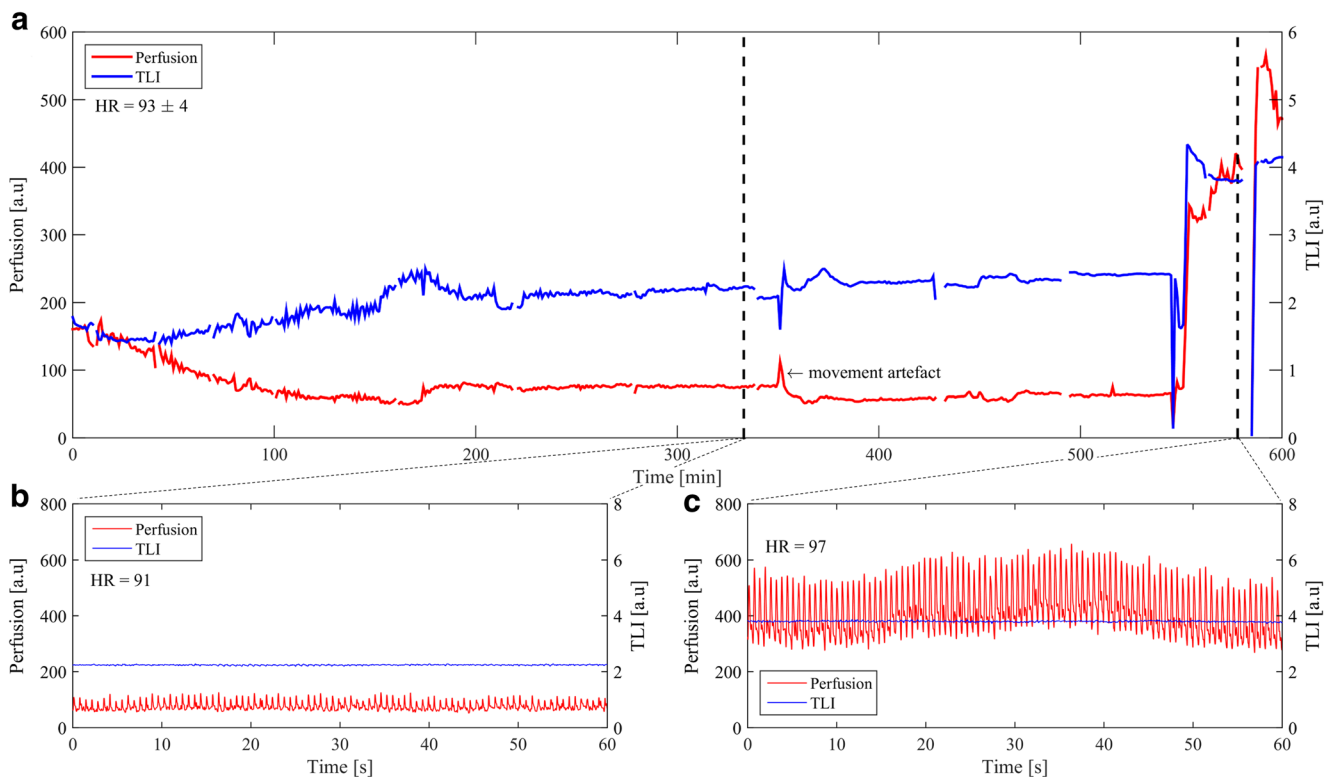 a
600
500
400
300
200
100
0
Perfusion [a.u]
Perfusion
TLI
HR = 93 ± 4
← movement artefact
6
5
4
3
2
1
0
TLI [a.u]
0 100 200 300 400 500 600
Time [min]
b
800
600
400
200
0
Perfusion [a.u]
Perfusion
TLI
HR = 91
8
6
4
2
0
TLI [a.u]
0 10 20 30 40 50 60
Time [s]
c
800
600
400
200
0
Perfusion [a.u]
HR = 97
Perfusion
TLI
8
6
4
2
0
TLI [a.u]
0 10 20 30 40 50 60
Time [s]